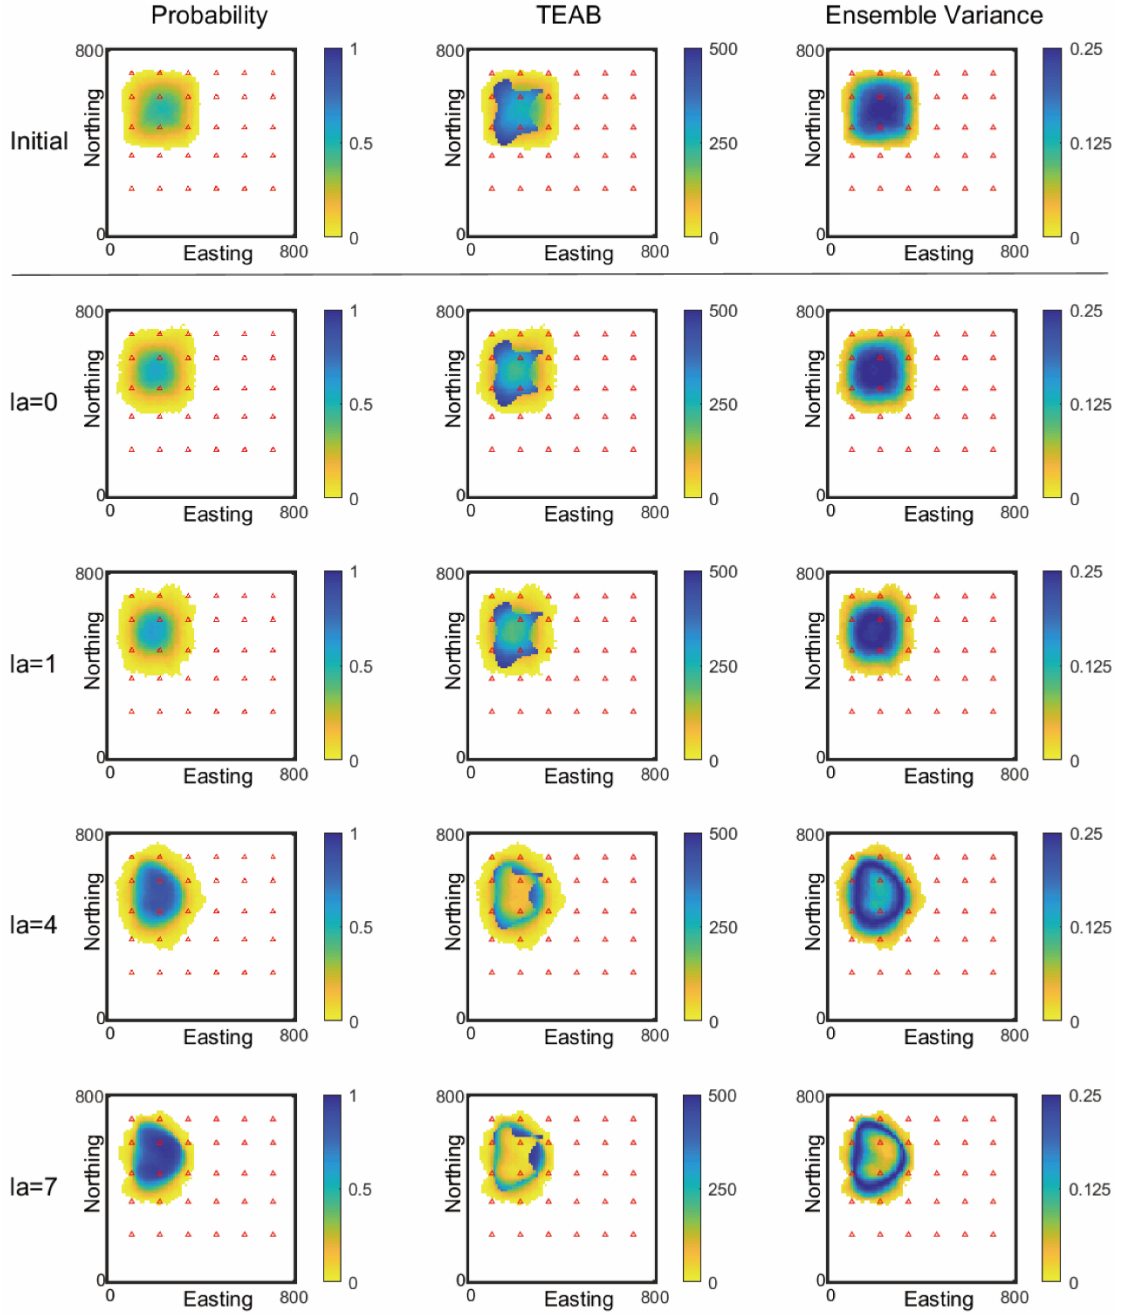 Probability TEAB Ensemble Variance
Initial
800 Northing 0 0 Easting 800 1 0.5 0
800 Northing 0 0 Easting 800 500 250 0
800 Northing 0 0 Easting 800 0.25 0.125 0
Ia=0
800 Northing 0 0 Easting 800 1 0.5 0
800 Northing 0 0 Easting 800 500 250 0
800 Northing 0 0 Easting 800 0.25 0.125 0
Ia=1
800 Northing 0 0 Easting 800 1 0.5 0
800 Northing 0 0 Easting 800 500 250 0
800 Northing 0 0 Easting 800 0.25 0.125 0
Ia=4
800 Northing 0 0 Easting 800 1 0.5 0
800 Northing 0 0 Easting 800 500 250 0
800 Northing 0 0 Easting 800 0.25 0.125 0
Ia=7
800 Northing 0 0 Easting 800 1 0.5 0
800 Northing 0 0 Easting 800 500 250 0
800 Northing 0 0 Easting 800 0.25 0.125 0